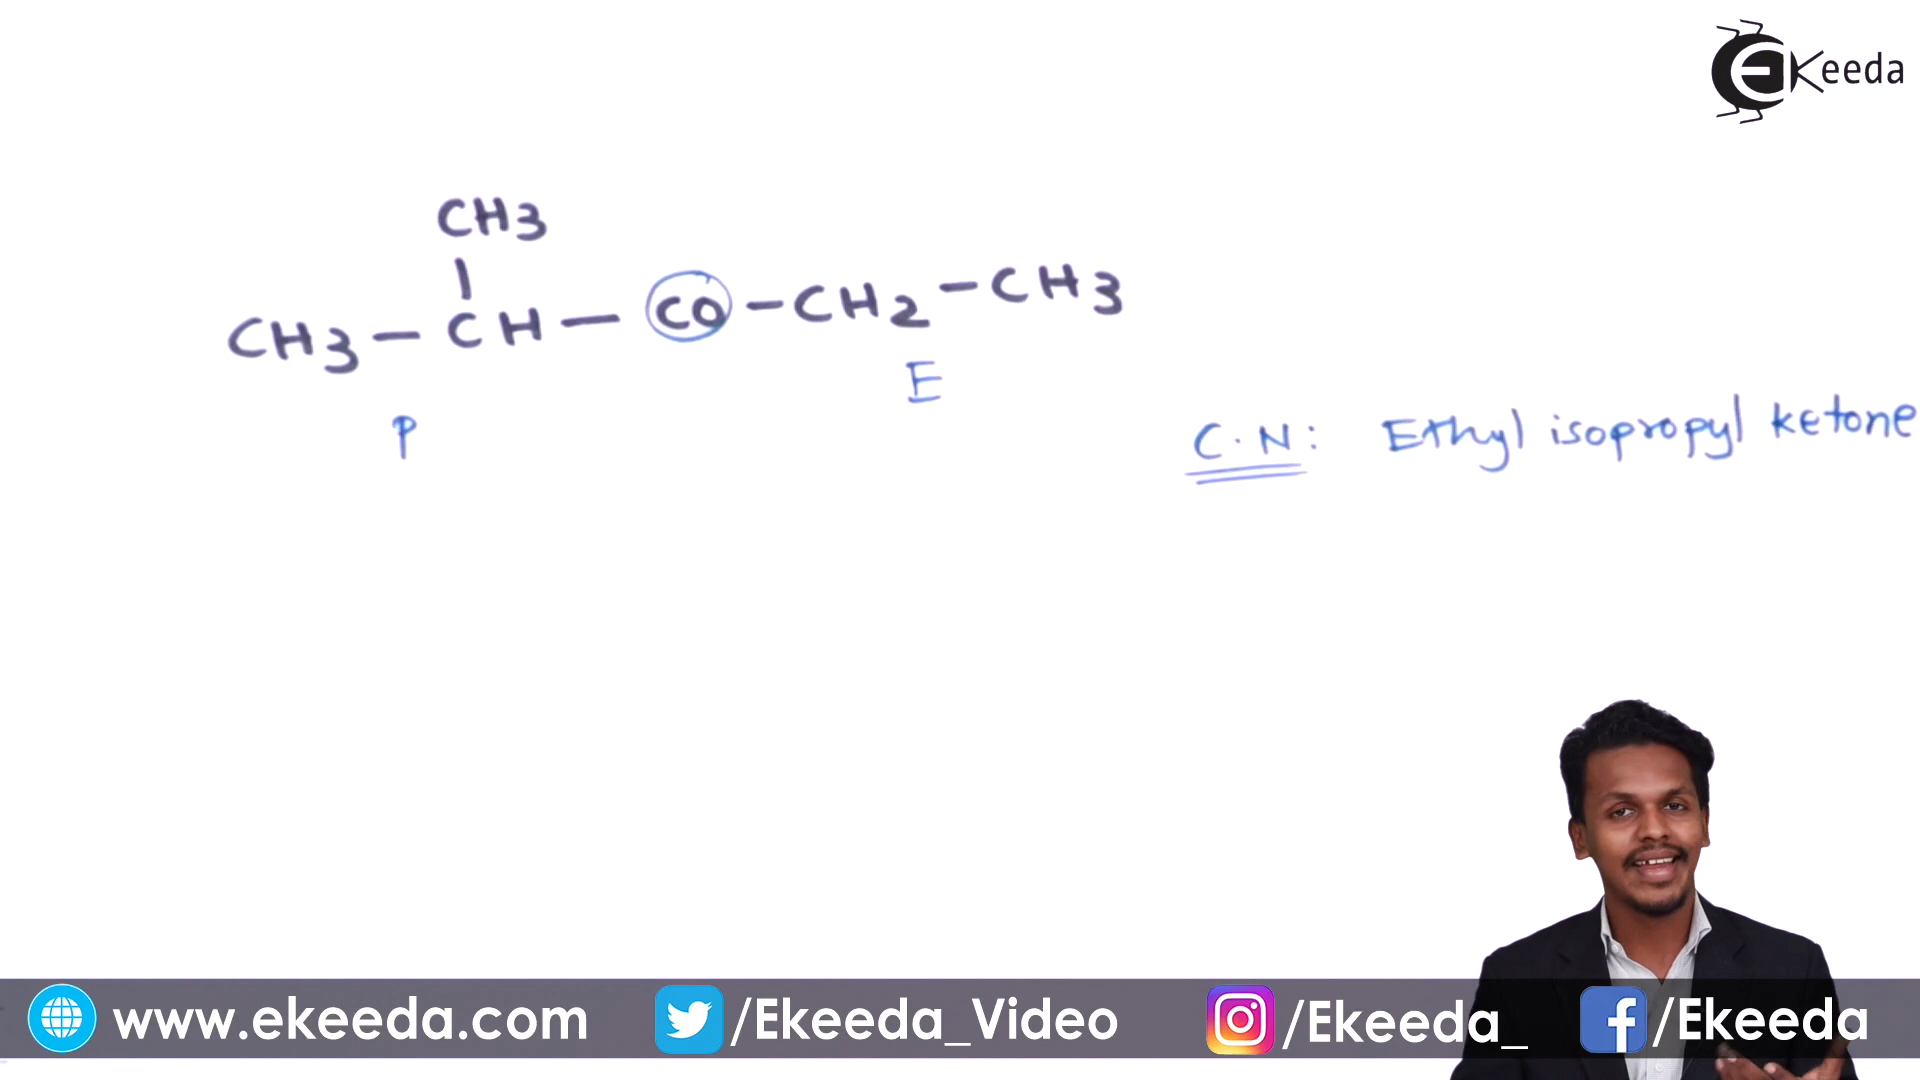 EKeeda
CH3
CH3 - CH - CO - CH2 - CH3
E
P
C.N: Ethyl isopropyl ketone
www.ekeeda.com /Ekeeda_Video /Ekeeda_ /Ekeeda